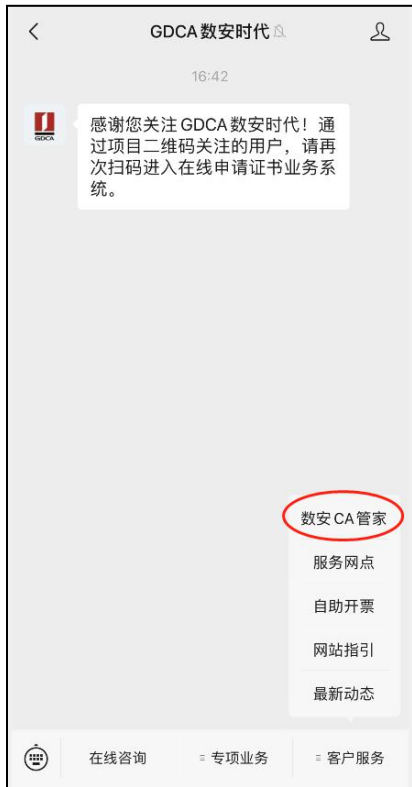 GDCA数安时代
16:42
GDCA
感谢您关注GDCA数安时代！通
过项目二维码关注的用户，请再
次扫码进入在线申请证书业务系
统。
数安CA管家
服务网点
自助开票
网站指引
最新动态
在线咨询
专项业务
客户服务